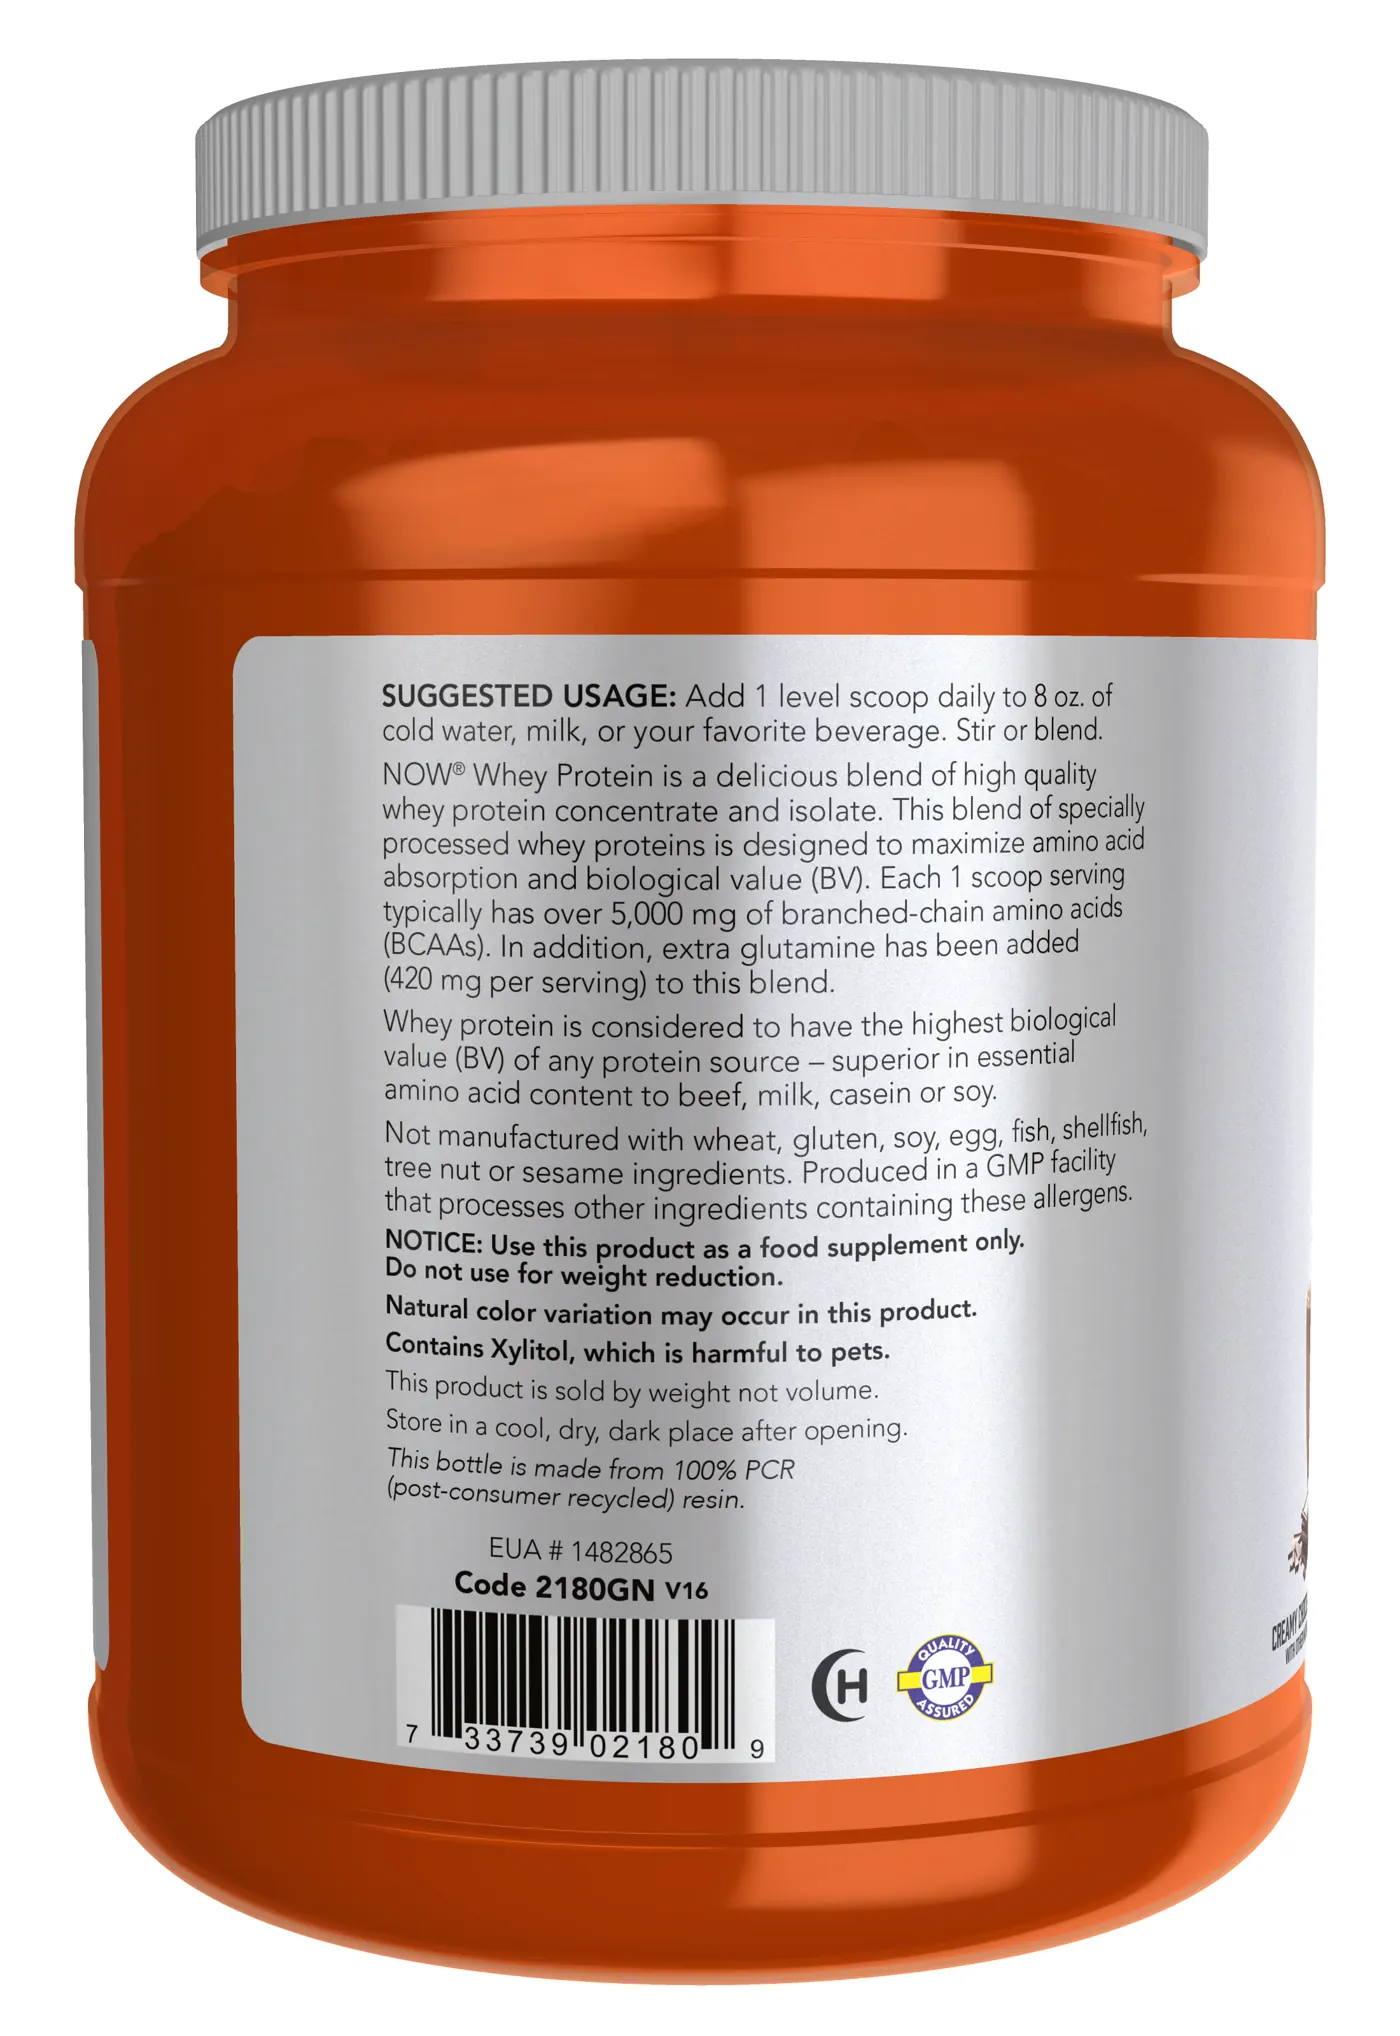 SUGGESTED USAGE: Add 1 level scoop daily to 8 oz. of
cold water, milk, or your favorite beverage. Stir or blend.
NOW® Whey Protein is a delicious blend of high quality
whey protein concentrate and isolate. This blend of specially
processed whey proteins is designed to maximize amino acid
absorption and biological value (BV). Each 1 scoop serving
typically has over 5,000 mg of branched-chain amino acids
(BCAAs). In addition, extra glutamine has been added
(420 mg per serving) to this blend.
Whey protein is considered to have the highest biological
value (BV) of any protein source – superior in essential
amino acid content to beef, milk, casein or soy.
Not manufactured with wheat, gluten, soy, egg, fish, shellfish,
tree nut or sesame ingredients. Produced in a GMP facility
that processes other ingredients containing these allergens.
NOTICE: Use this product as a food supplement only.
Do not use for weight reduction.
Natural color variation may occur in this product.
Contains Xylitol, which is harmful to pets.
This product is sold by weight not volume.
Store in a cool, dry, dark place after opening.
This bottle is made from 100% PCR
(post-consumer recycled) resin.
EUA # 1482865
Code 2180GN V16
7 33739 02180 9
H
QUALITY
GMP
ASSURED
CREAMY